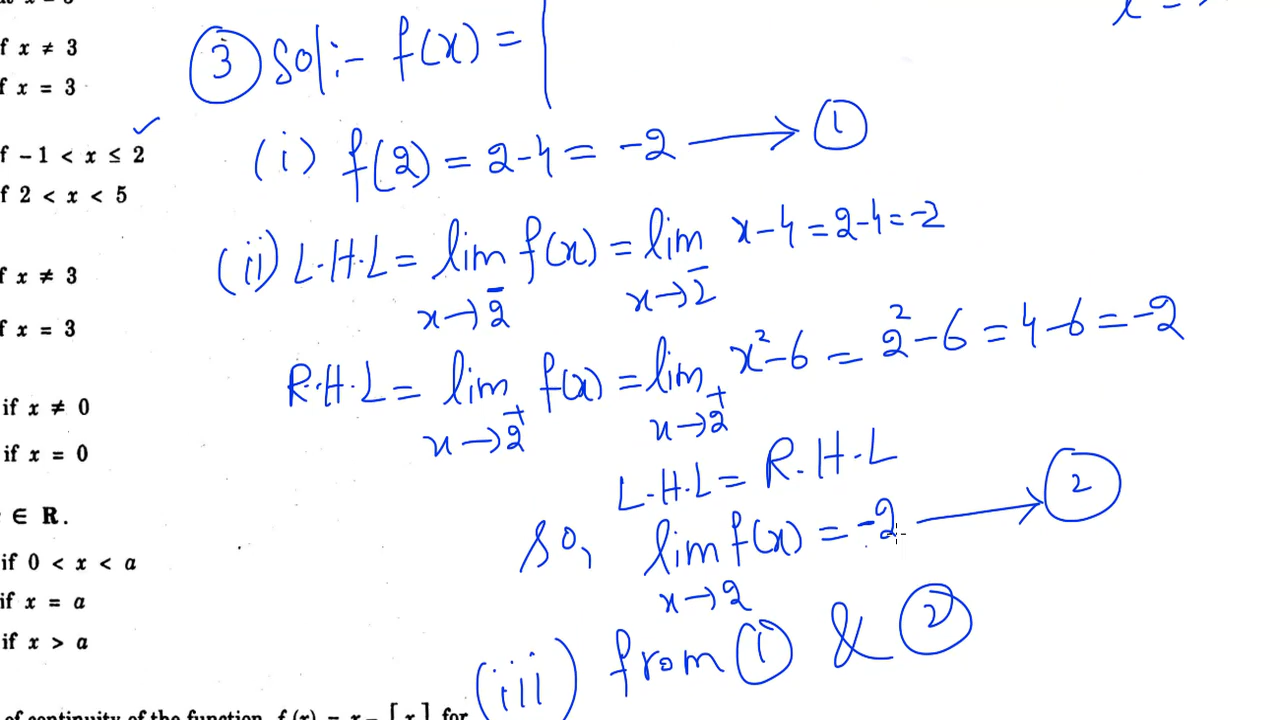 f x ≠ 3
f x = 3
f −1 < x ≤ 2 ✓
f 2 < x < 5
f x ≠ 3
f x = 3
if x ≠ 0
if x = 0
∈ R.
if 0 < x < a
if x = a
if x > a
of continuity of the function f(x) = x − [x] for
③ Sol:- f(x) =
(i) f(2) = 2-4 = -2 ⟶ ①
(ii) L.H.L = lim f(x) = lim x-4 = 2-4 = -2
x→2⁻ x→2⁻
R.H.L = lim f(x) = lim x²-6 = 2²-6 = 4-6 = -2
x→2⁺ x→2⁺
L.H.L = R.H.L
So, lim f(x) = -2 ⟶ ②
x→2
(iii) from ① & ②